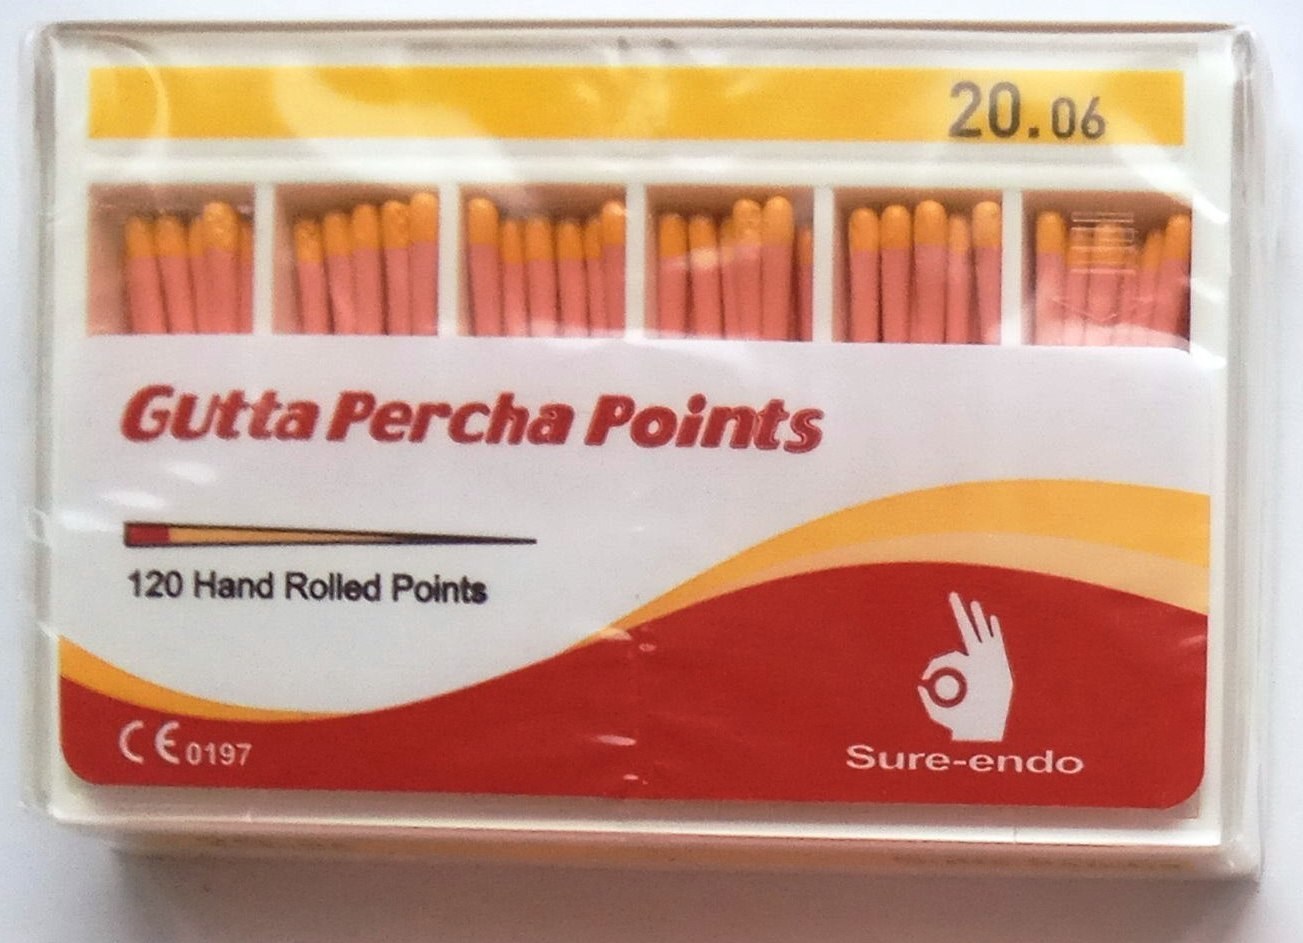 20.06
Gutta Percha Points
120 Hand Rolled Points
CE 0197
Sure-endo